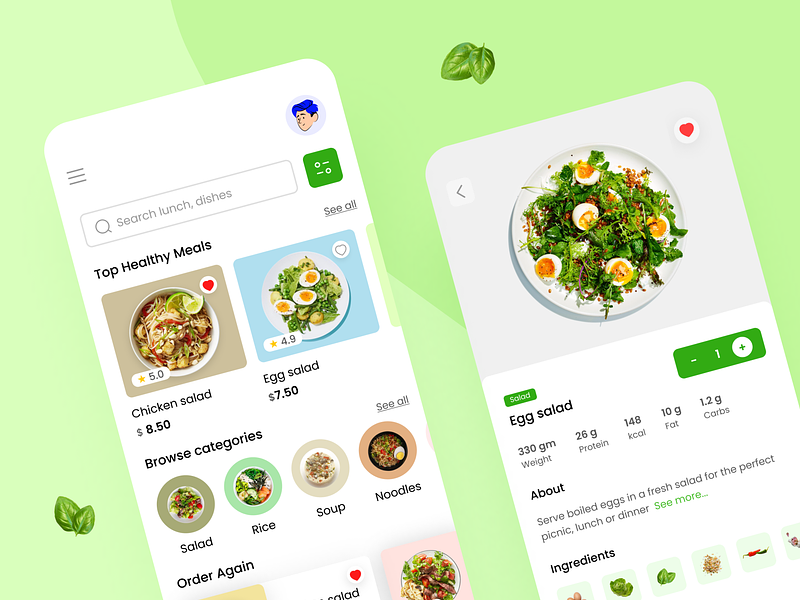 Search lunch, dishes
See all
Top Healthy Meals
5.0
4.9
Chicken salad
$ 8.50
Egg salad
$7.50
See all
Browse categories
Salad
Rice
Soup
Noodles
Order Again
salad
- 1 +
Salad
Egg salad
330 gm
Weight
26 g
Protein
148
kcal
10 g
Fat
1.2 g
Carbs
About
Serve boiled eggs in a fresh salad for the perfect
picnic, lunch or dinner See more...
Ingredients